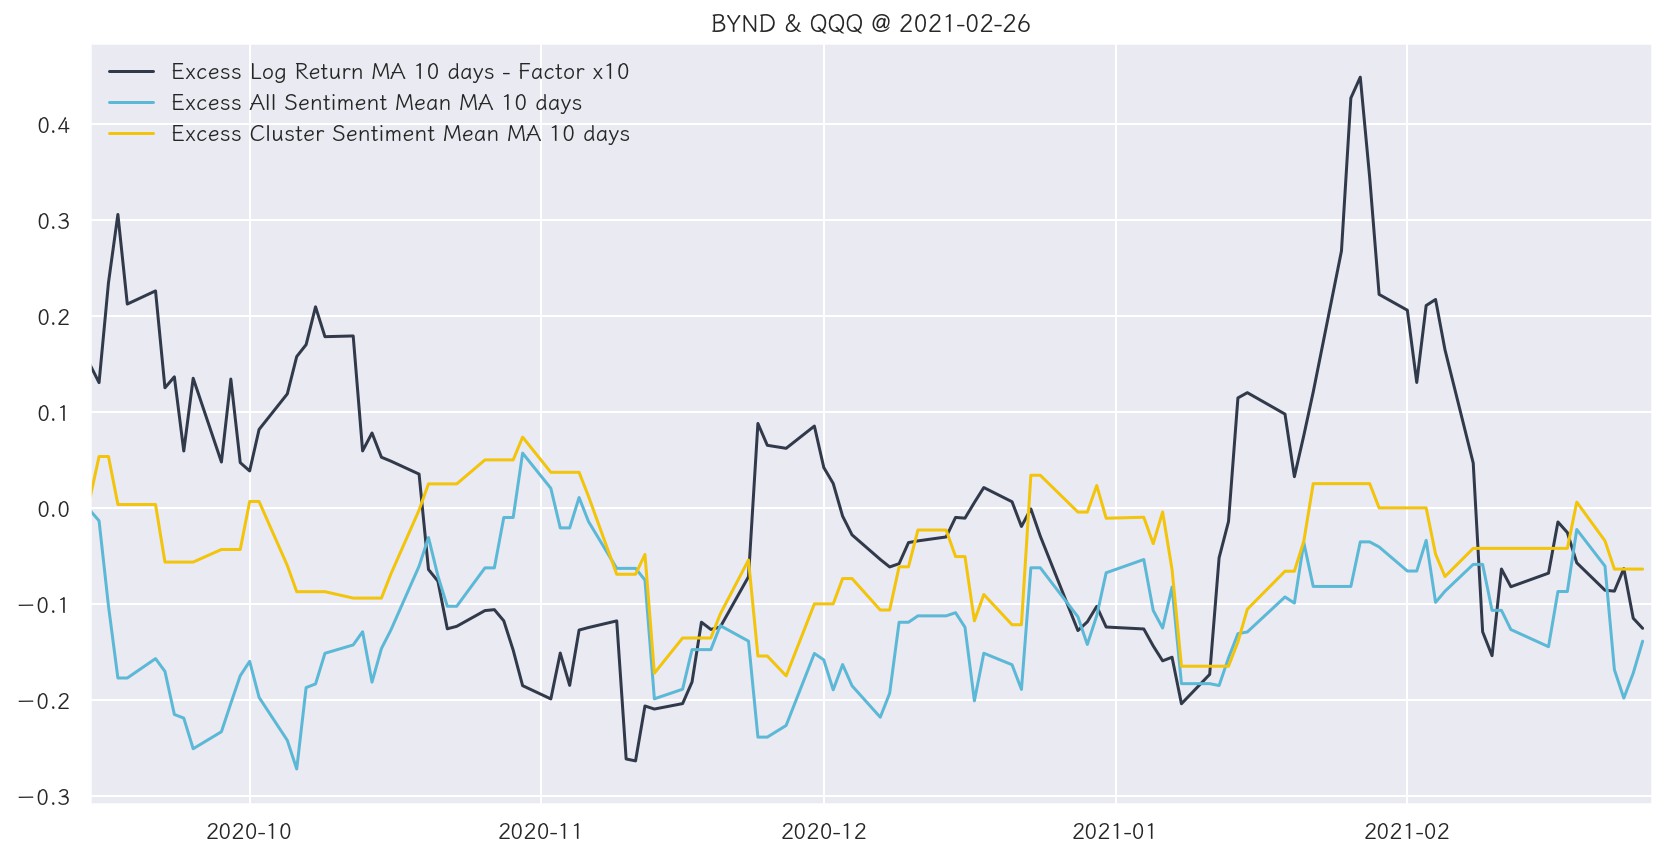 BYND & QQQ @ 2021-02-26
Excess Log Return MA 10 days - Factor x10
Excess All Sentiment Mean MA 10 days
Excess Cluster Sentiment Mean MA 10 days
0.4
0.3
0.2
0.1
0.0
−0.1
−0.2
−0.3
2020-10 2020-11 2020-12 2021-01 2021-02